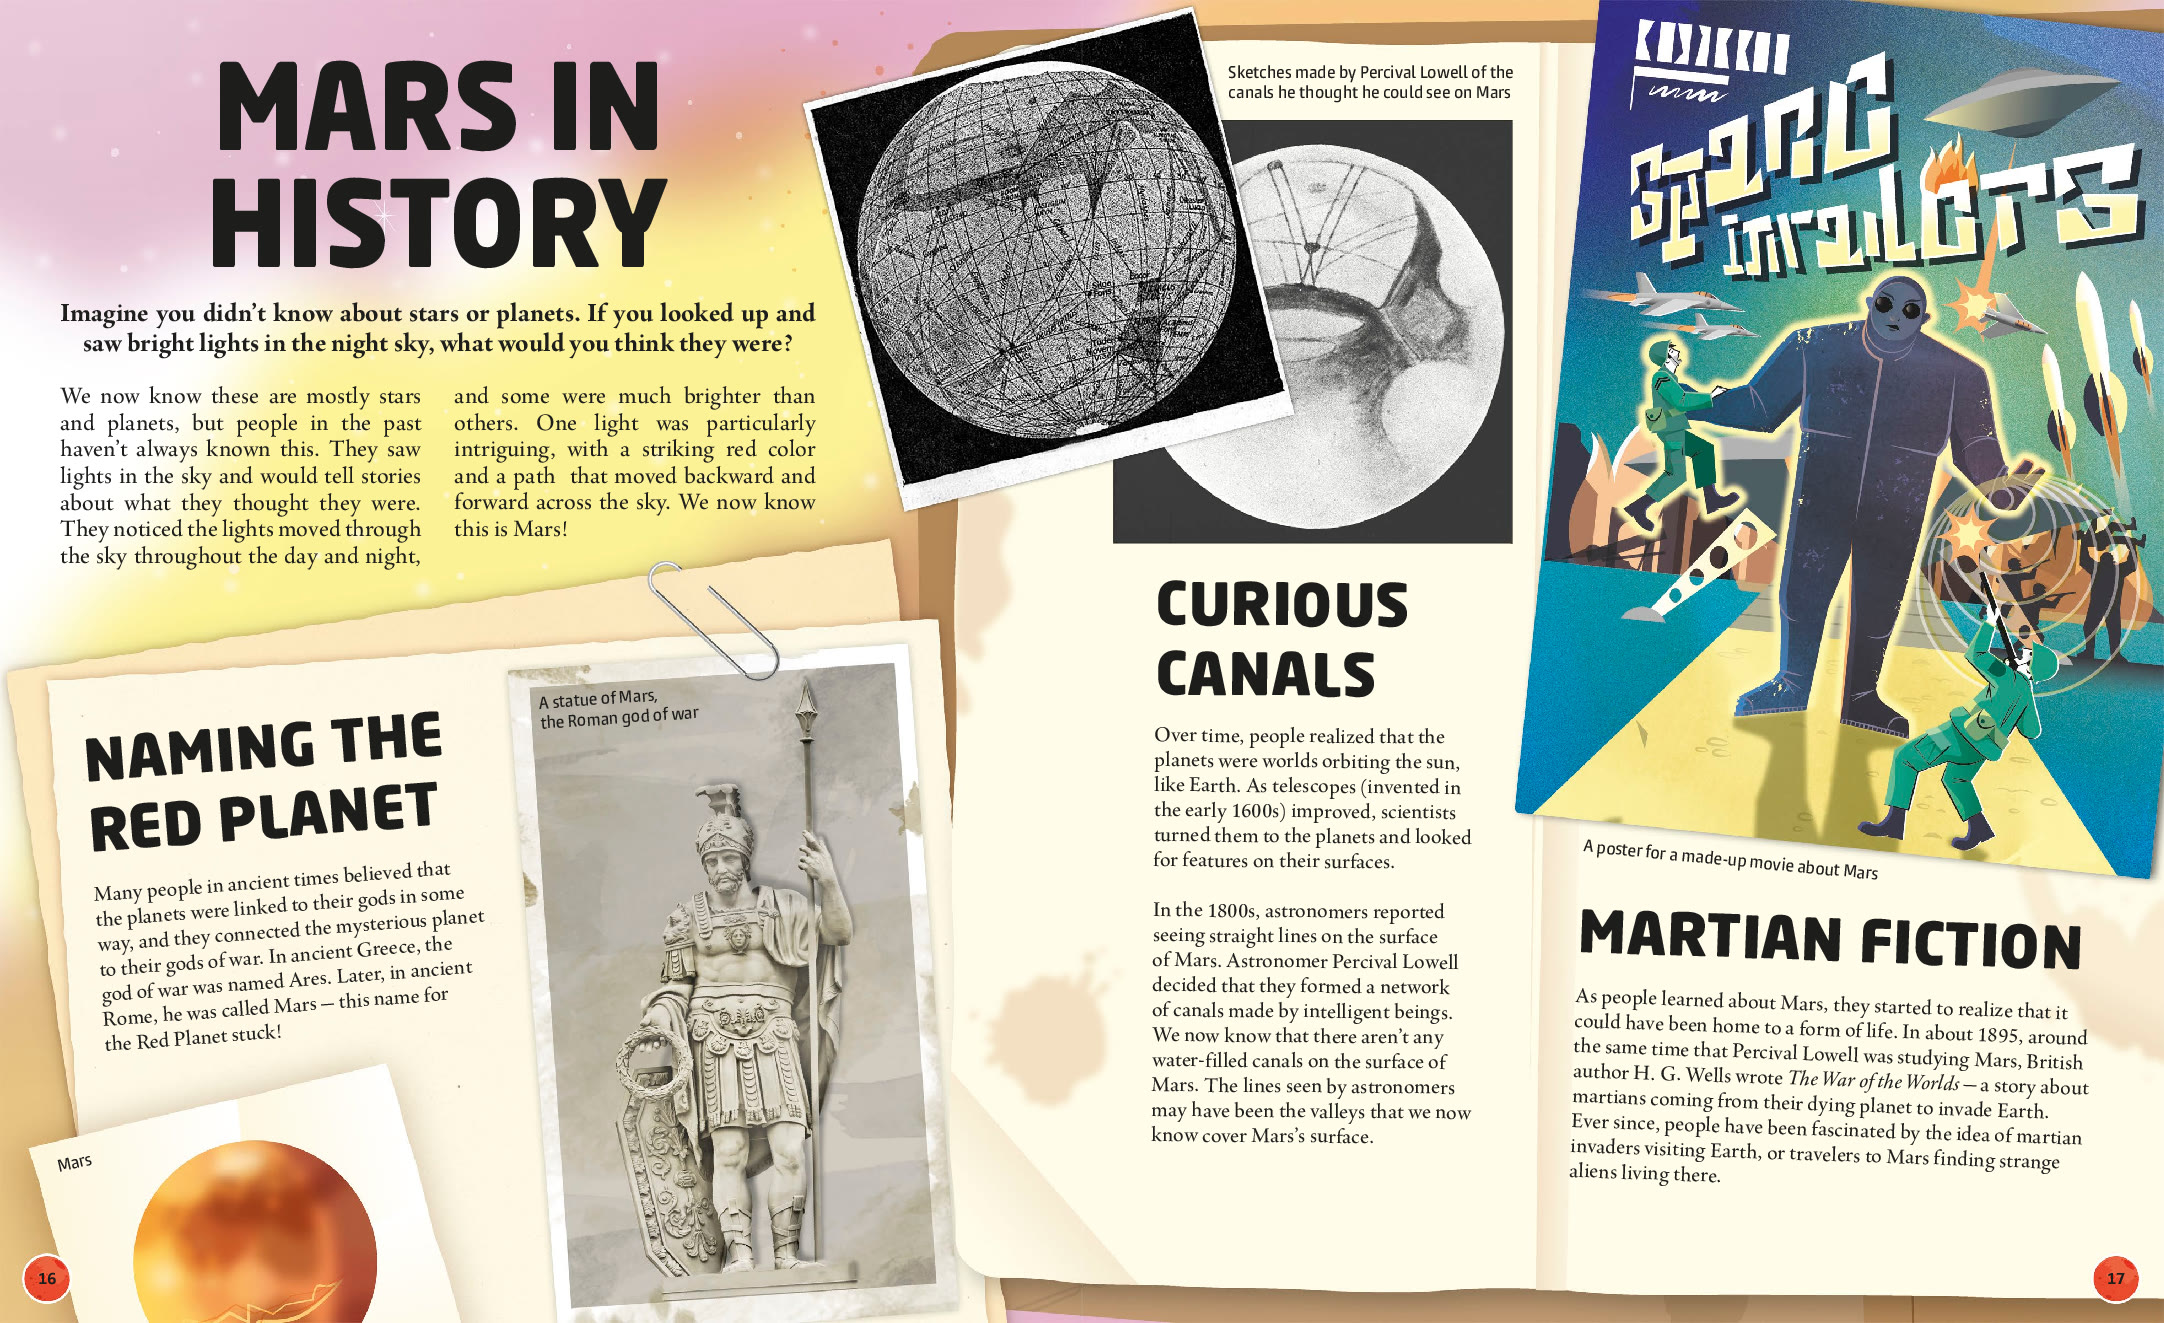 MARS IN
HISTORY
Imagine you didn't know about stars or planets. If you looked up and
saw bright lights in the night sky, what would you think they were?
We now know these are mostly stars
and planets, but people in the past
haven't always known this. They saw
lights in the sky and would tell stories
about what they thought they were.
They noticed the lights moved through
the sky throughout the day and night,
and some were much brighter than
others. One light was particularly
intriguing, with a striking red color
and a path that moved backward and
forward across the sky. We now know
this is Mars!
NAMING THE
RED PLANET
Many people in ancient times believed that
the planets were linked to their gods in some
way, and they connected the mysterious planet
to their gods of war. In ancient Greece, the
god of war was named Ares. Later, in ancient
Rome, he was called Mars — this name for
the Red Planet stuck!
A statue of Mars,
the Roman god of war
Mars
16
Sketches made by Percival Lowell of the
canals he thought he could see on Mars
CURIOUS
CANALS
Over time, people realized that the
planets were worlds orbiting the sun,
like Earth. As telescopes (invented in
the early 1600s) improved, scientists
turned them to the planets and looked
for features on their surfaces.
In the 1800s, astronomers reported
seeing straight lines on the surface
of Mars. Astronomer Percival Lowell
decided that they formed a network
of canals made by intelligent beings.
We now know that there aren't any
water-filled canals on the surface of
Mars. The lines seen by astronomers
may have been the valleys that we now
know cover Mars's surface.
A poster for a made-up movie about Mars
MARTIAN FICTION
As people learned about Mars, they started to realize that it
could have been home to a form of life. In about 1895, around
the same time that Percival Lowell was studying Mars, British
author H. G. Wells wrote The War of the Worlds — a story about
martians coming from their dying planet to invade Earth.
Ever since, people have been fascinated by the idea of martian
invaders visiting Earth, or travelers to Mars finding strange
aliens living there.
17